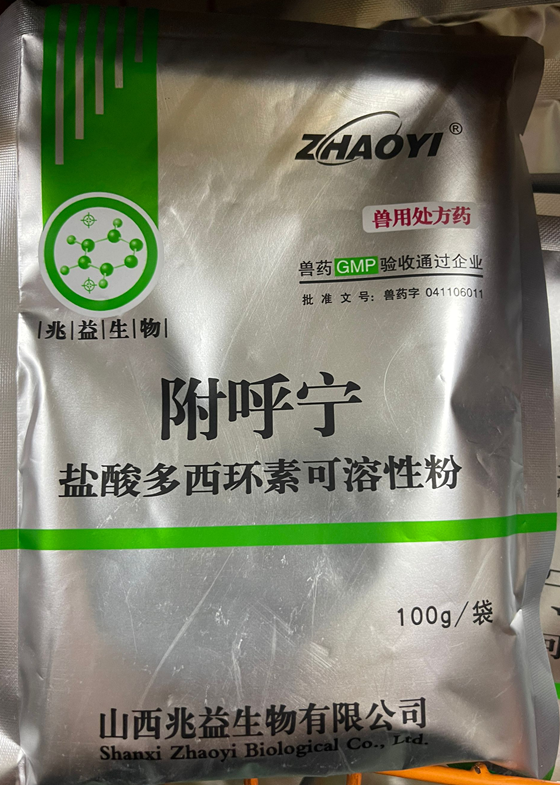 ZHAOYI®
兽用处方药
兽药GMP验收通过企业
批准文号：兽药字 041106011
兆益生物
附呼宁
盐酸多西环素可溶性粉
100g/袋
山西兆益生物有限公司
Shanxi Zhaoyi Biological Co., Ltd.